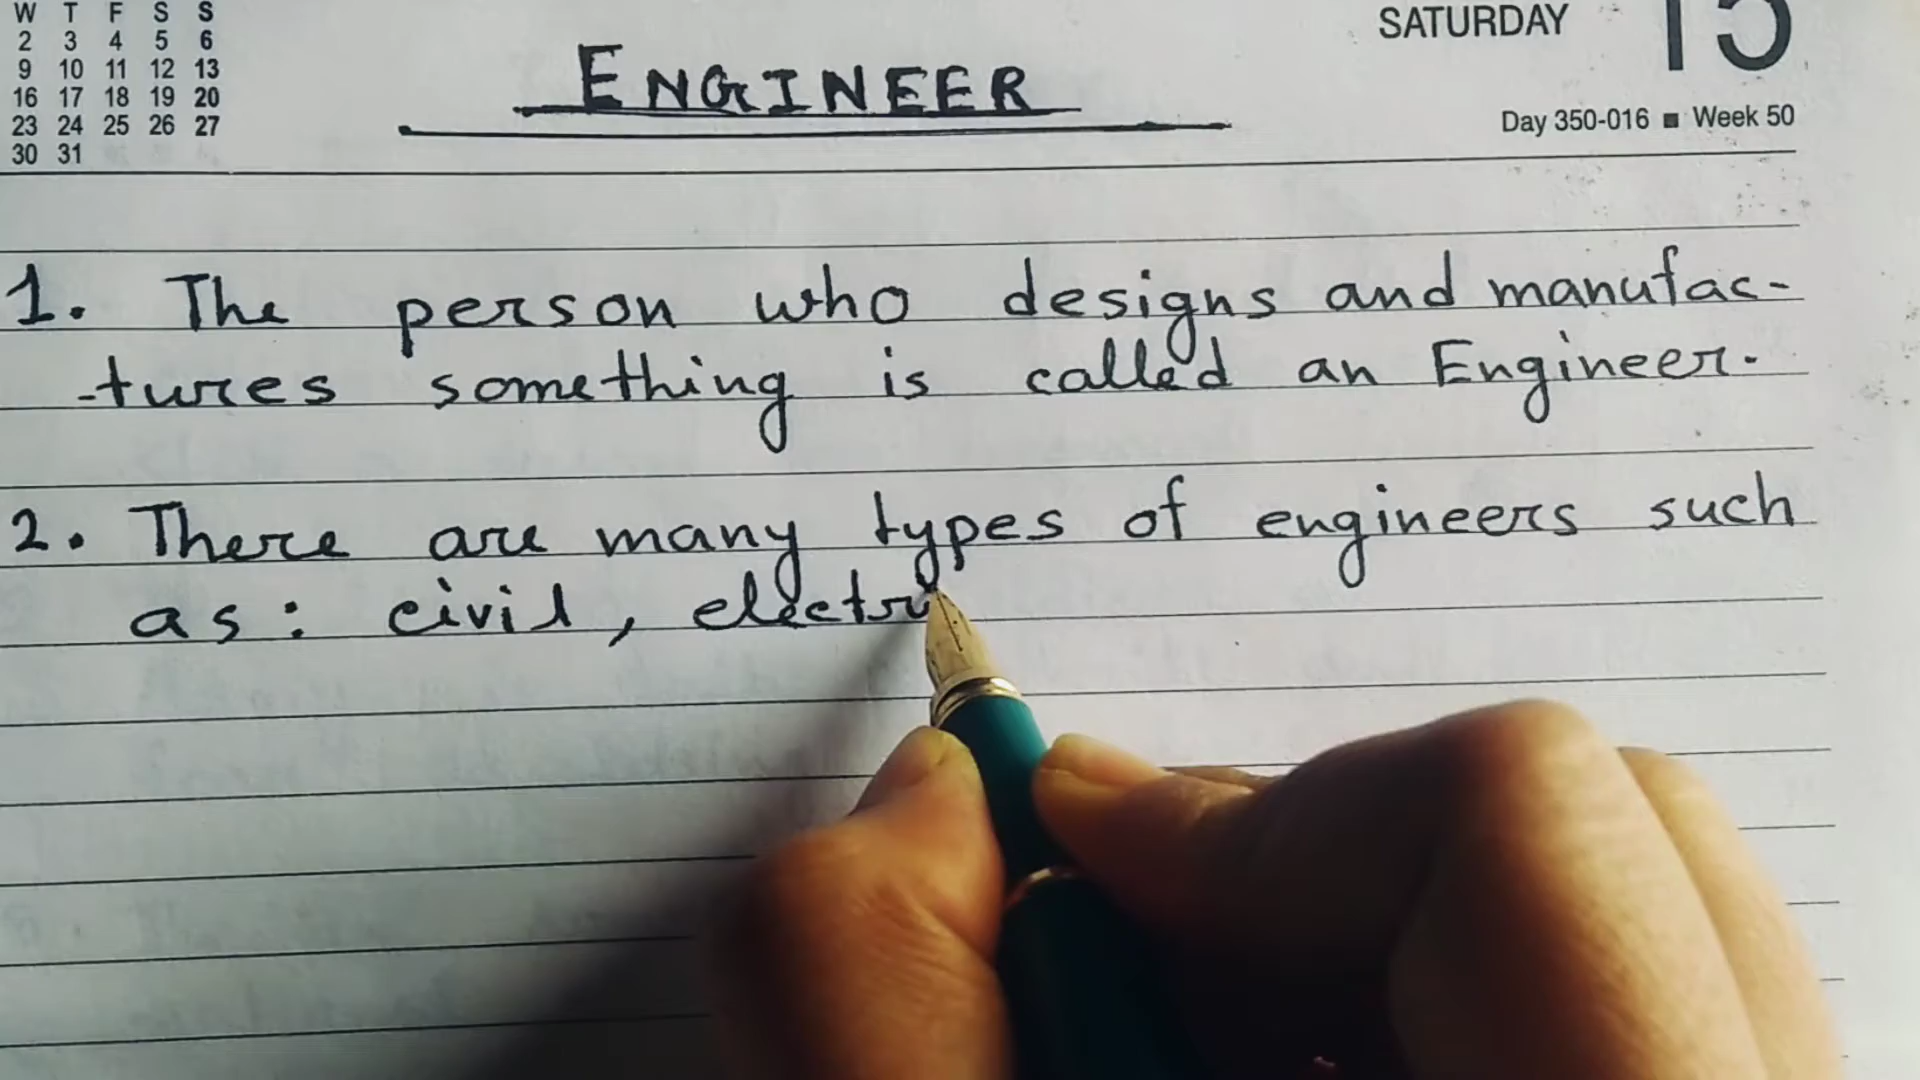 W T F S S
2 3 4 5 6
9 10 11 12 13
16 17 18 19 20
23 24 25 26 27
30 31
SATURDAY 15
Day 350-016 ■ Week 50
ENGINEER
1. The person who designs and manufac-
-tures something is called an Engineer.
2. There are many types of engineers such
as: civil, electri